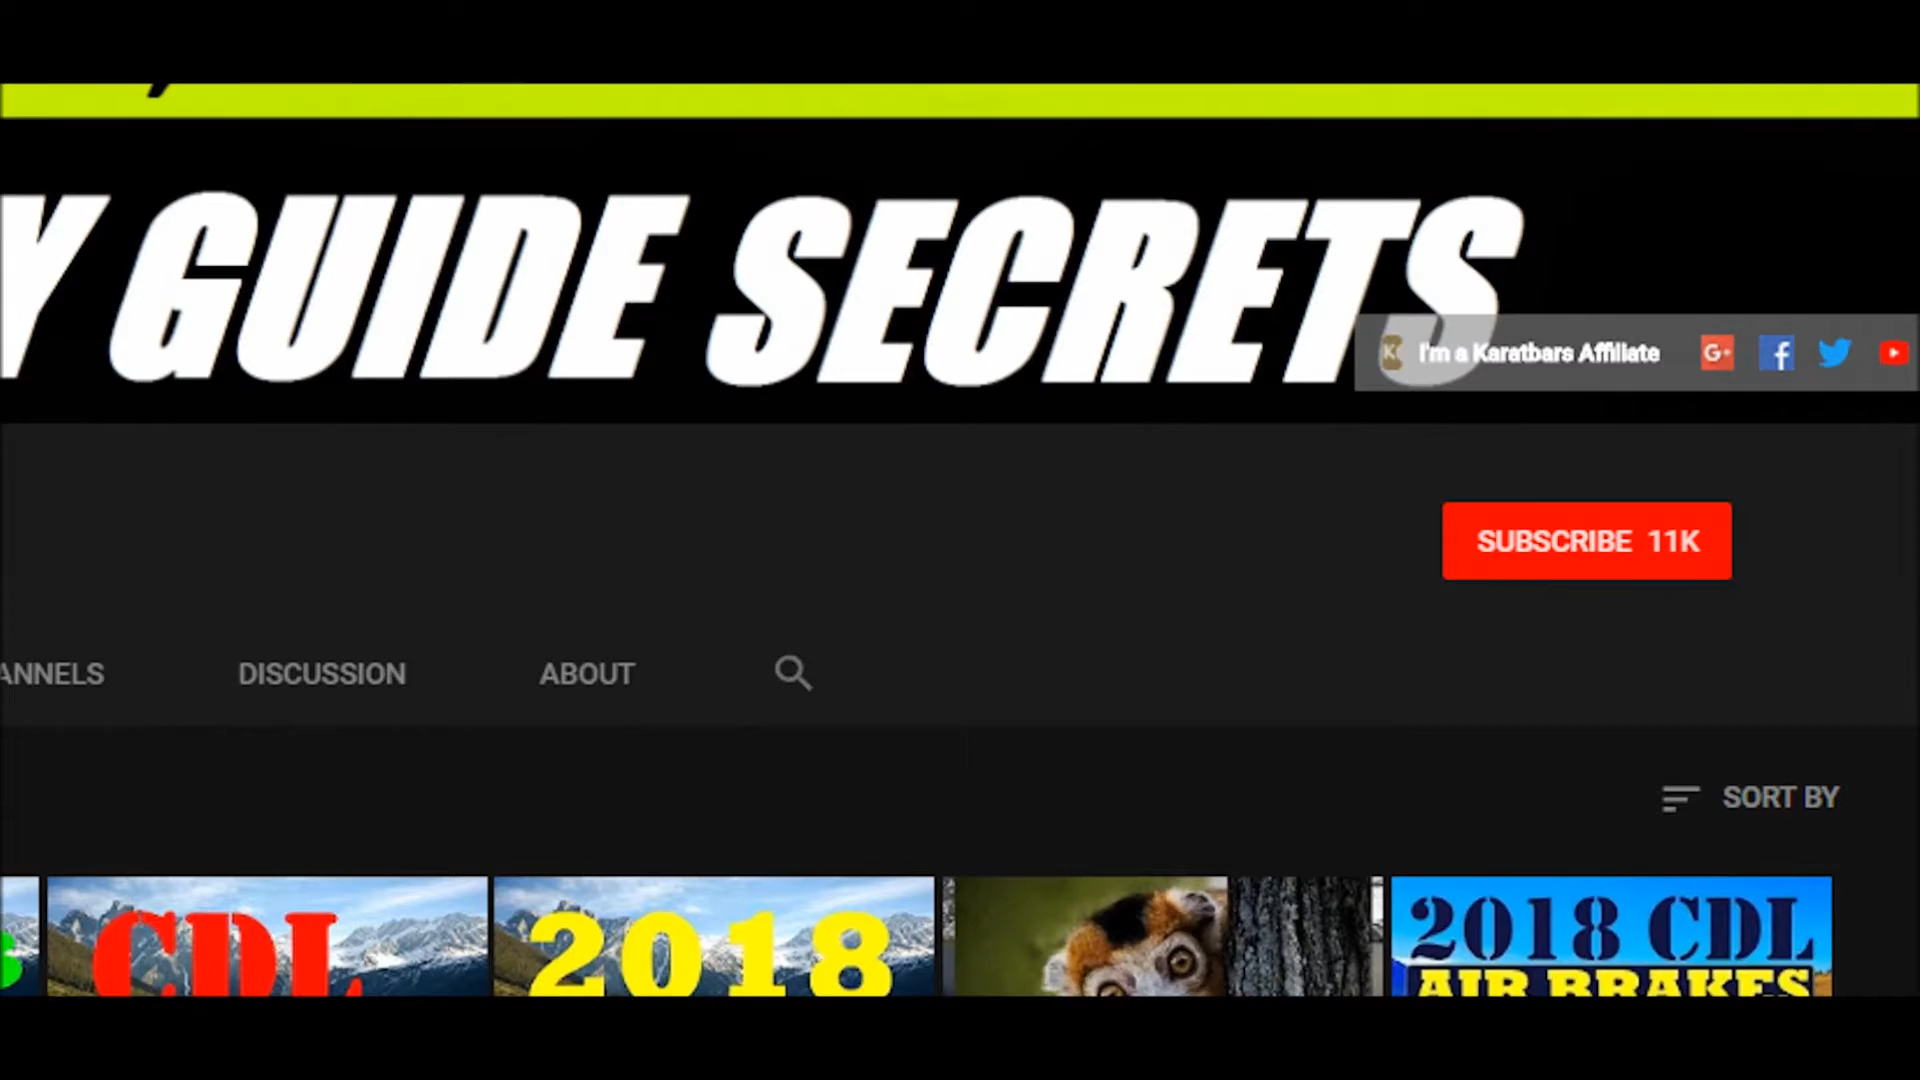 Y GUIDE SECRETS
I'm a Karatbars Affiliate
SUBSCRIBE 11K
ANNELS DISCUSSION ABOUT
SORT BY
CDL
2018
2018 CDL
AIR BRAKES